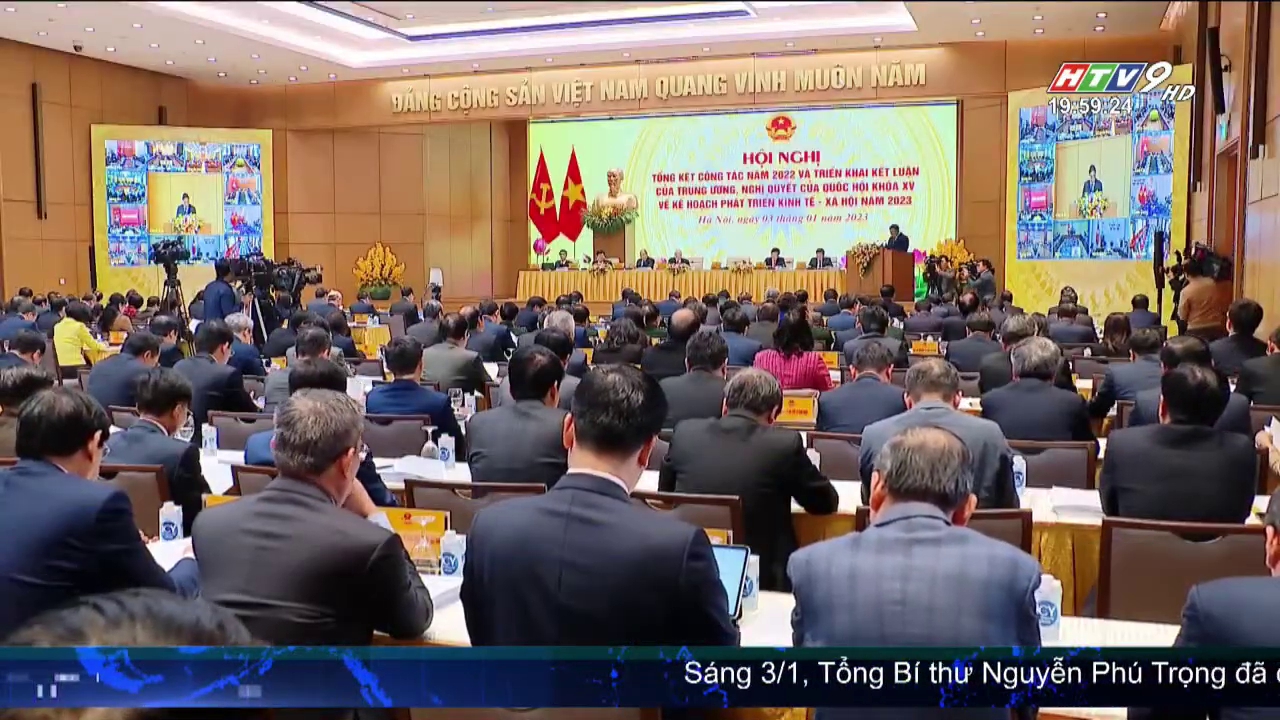 HTV9 HD
19:59:24
ĐẢNG CỘNG SẢN VIỆT NAM QUANG VINH MUÔN NĂM
HỘI NGHỊ
TỔNG KẾT CÔNG TÁC NĂM 2022 VÀ TRIỂN KHAI KẾT LUẬN
CỦA TRUNG ƯƠNG, NGHỊ QUYẾT CỦA QUỐC HỘI KHÓA XV
VỀ KẾ HOẠCH PHÁT TRIỂN KINH TẾ - XÃ HỘI NĂM 2023
Hà Nội, ngày 03 tháng 01 năm 2023
Sáng 3/1, Tổng Bí thư Nguyễn Phú Trọng đã